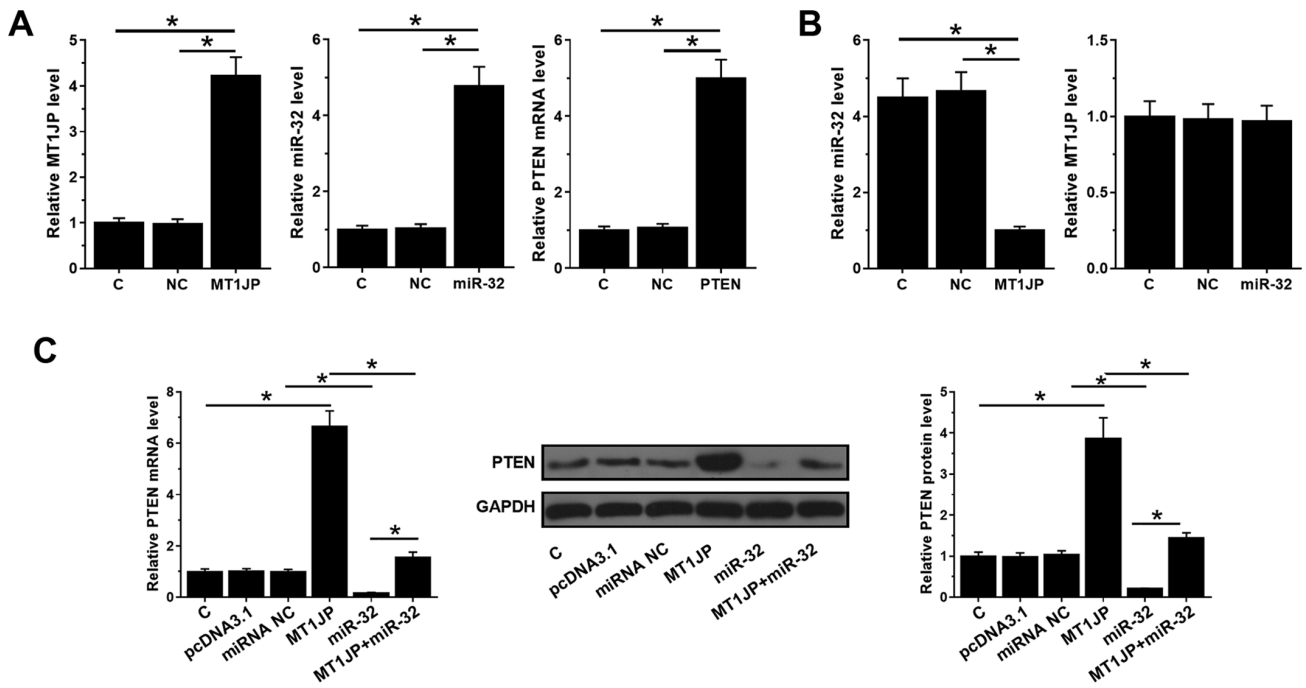 A
B
* *
Relative MT1JP level
5
4
3
2
1
0
C NC MT1JP
* *
Relative miR-32 level
6
4
2
0
C NC miR-32
* *
Relative PTEN mRNA level
6
4
2
0
C NC PTEN
* *
Relative miR-32 level
6
4
2
0
C NC MT1JP
Relative MT1JP level
1.5
1.0
0.5
0.0
C NC miR-32
C
* * * *
Relative PTEN mRNA level
8
6
4
2
0
C pcDNA3.1 miRNA NC MT1JP miR-32 MT1JP+miR-32
PTEN
GAPDH
C pcDNA3.1 miRNA NC MT1JP miR-32 MT1JP+miR-32
* * * *
Relative PTEN protein level
5
4
3
2
1
0
C pcDNA3.1 miRNA NC MT1JP miR-32 MT1JP+miR-32